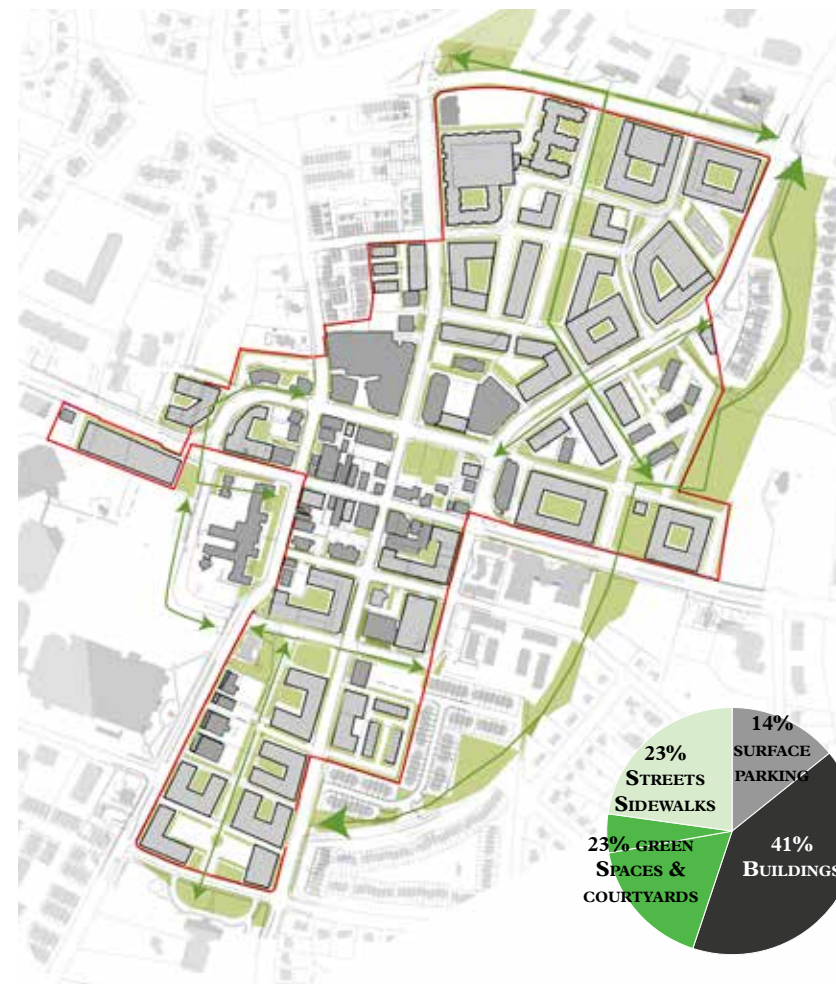 14%
SURFACE
PARKING
23%
STREETS
SIDEWALKS
41%
BUILDINGS
23% GREEN
SPACES &
COURTYARDS